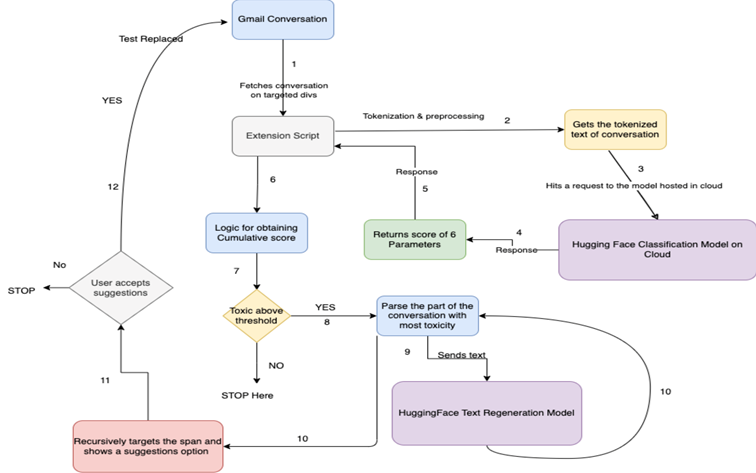 Gmail Conversation
Test Replaced
1
Fetches conversation
on targeted divs
YES
Tokenization & preprocessing
2
Gets the tokenized
text of conversation
Extension Script
3
Hits a request to the model hosted in cloud
Response
5
6
12
Logic for obtaining
Cumulative score
Returns score of 6
Parameters
4
Response
Hugging Face Classification Model on
Cloud
7
No
STOP
User accepts
suggestions
Toxic above
threshold
YES
8
Parse the part of the
conversation with
most toxicity
9
Sends text
NO
STOP Here
11
10
HuggingFace Text Regeneration Model
Recursively targets the span and
shows a suggestions option
10